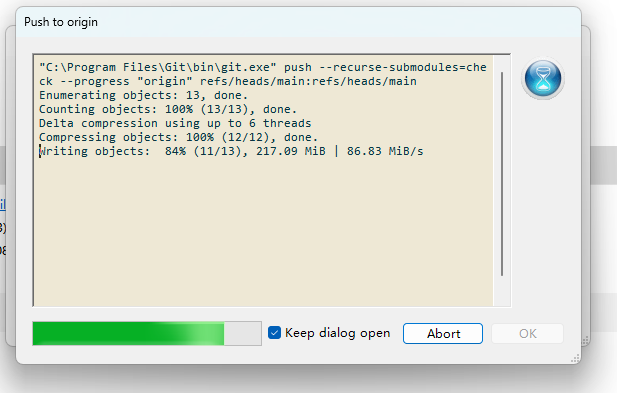 Push to origin
"C:\Program Files\Git\bin\git.exe" push --recurse-submodules=che
ck --progress "origin" refs/heads/main:refs/heads/main
Enumerating objects: 13, done.
Counting objects: 100% (13/13), done.
Delta compression using up to 6 threads
Compressing objects: 100% (12/12), done.
Writing objects:  84% (11/13), 217.09 MiB | 86.83 MiB/s
Keep dialog open
Abort
OK